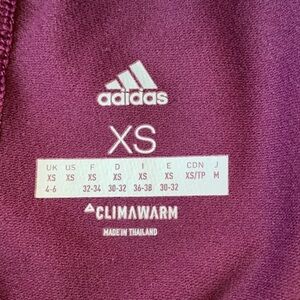 adidas
XS
UK US F D I E CDN J
XS XS XS XS XS XS XS/TP M
4-6 32-34 30-32 36-38 30-32
CLIMAWARM
MADE IN THAILAND